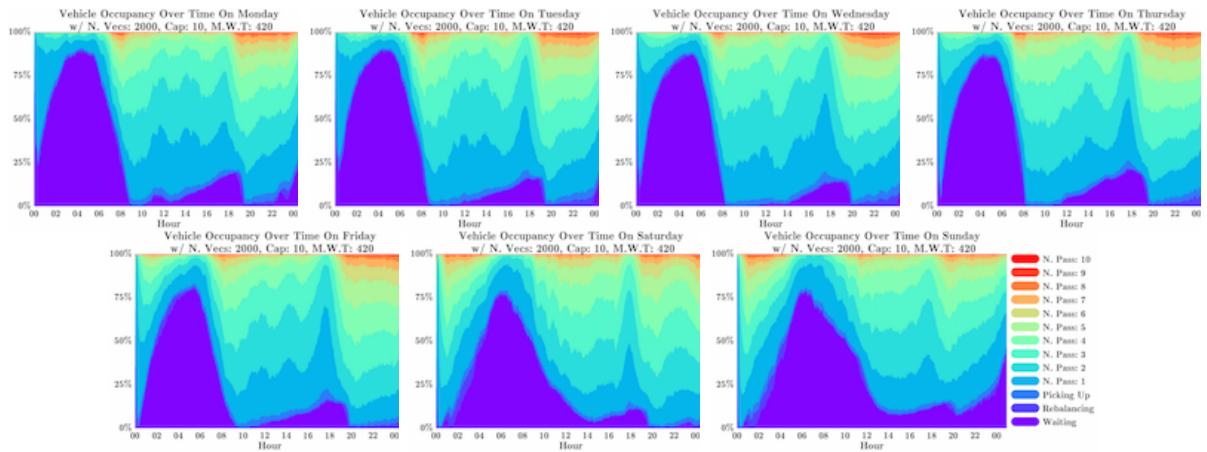 Vehicle Occupancy Over Time On Monday
w/ N. Vecs: 2000, Cap: 10, M.W.T: 420
100%
75%
50%
25%
0%
00 02 04 06 08 10 12 14 16 18 20 22 00
Hour
Vehicle Occupancy Over Time On Tuesday
w/ N. Vecs: 2000, Cap: 10, M.W.T: 420
100%
75%
50%
25%
0%
00 02 04 06 08 10 12 14 16 18 20 22 00
Hour
Vehicle Occupancy Over Time On Wednesday
w/ N. Vecs: 2000, Cap: 10, M.W.T: 420
100%
75%
50%
25%
0%
00 02 04 06 08 10 12 14 16 18 20 22 00
Hour
Vehicle Occupancy Over Time On Thursday
w/ N. Vecs: 2000, Cap: 10, M.W.T: 420
100%
75%
50%
25%
0%
00 02 04 06 08 10 12 14 16 18 20 22 00
Hour
Vehicle Occupancy Over Time On Friday
w/ N. Vecs: 2000, Cap: 10, M.W.T: 420
100%
75%
50%
25%
0%
00 02 04 06 08 10 12 14 16 18 20 22 00
Hour
Vehicle Occupancy Over Time On Saturday
w/ N. Vecs: 2000, Cap: 10, M.W.T: 420
100%
75%
50%
25%
0%
00 02 04 06 08 10 12 14 16 18 20 22 00
Hour
Vehicle Occupancy Over Time On Sunday
w/ N. Vecs: 2000, Cap: 10, M.W.T: 420
100%
75%
50%
25%
0%
00 02 04 06 08 10 12 14 16 18 20 22 00
Hour
N. Pass: 10
N. Pass: 9
N. Pass: 8
N. Pass: 7
N. Pass: 6
N. Pass: 5
N. Pass: 4
N. Pass: 3
N. Pass: 2
N. Pass: 1
Picking Up
Rebalancing
Waiting